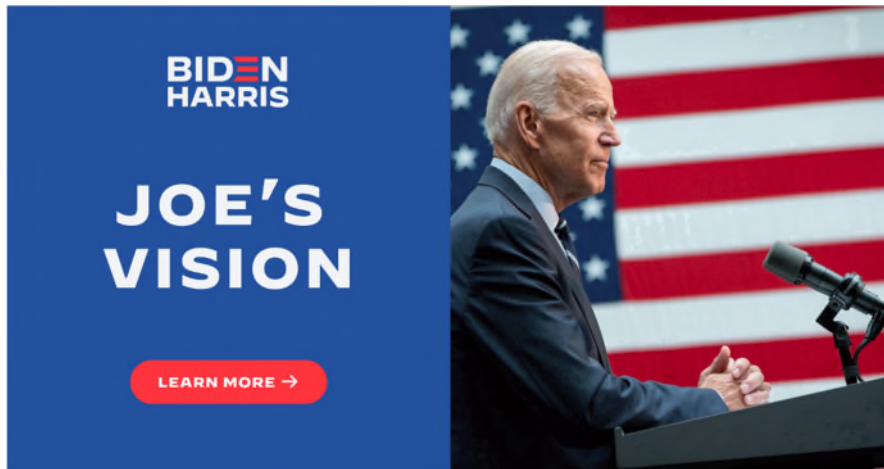 BIDEN
HARRIS
JOE'S
VISION
LEARN MORE →